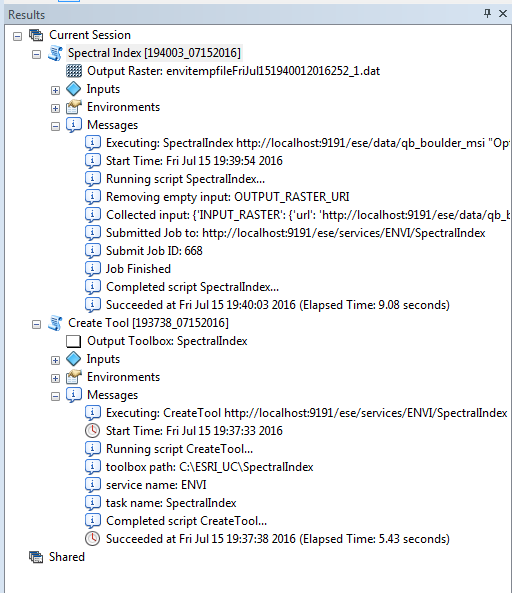 Results
Current Session
Spectral Index [194003_07152016]
Output Raster: envitempfileFriJul151940012016252_1.dat
Inputs
Environments
Messages
Executing: SpectralIndex http://localhost:9191/ese/data/qb_boulder_msi "Opt
Start Time: Fri Jul 15 19:39:54 2016
Running script SpectralIndex...
Removing empty input: OUTPUT_RASTER_URI
Collected input: {'INPUT_RASTER': {'url': 'http://localhost:9191/ese/data/qb_b
Submitted Job to: http://localhost:9191/ese/services/ENVI/SpectralIndex
Submit Job ID: 668
Job Finished
Completed script SpectralIndex...
Succeeded at Fri Jul 15 19:40:03 2016 (Elapsed Time: 9.08 seconds)
Create Tool [193738_07152016]
Output Toolbox: SpectralIndex
Inputs
Environments
Messages
Executing: CreateTool http://localhost:9191/ese/services/ENVI/SpectralIndex
Start Time: Fri Jul 15 19:37:33 2016
Running script CreateTool...
toolbox path: C:\ESRI_UC\SpectralIndex
service name: ENVI
task name: SpectralIndex
Completed script CreateTool...
Succeeded at Fri Jul 15 19:37:38 2016 (Elapsed Time: 5.43 seconds)
Shared